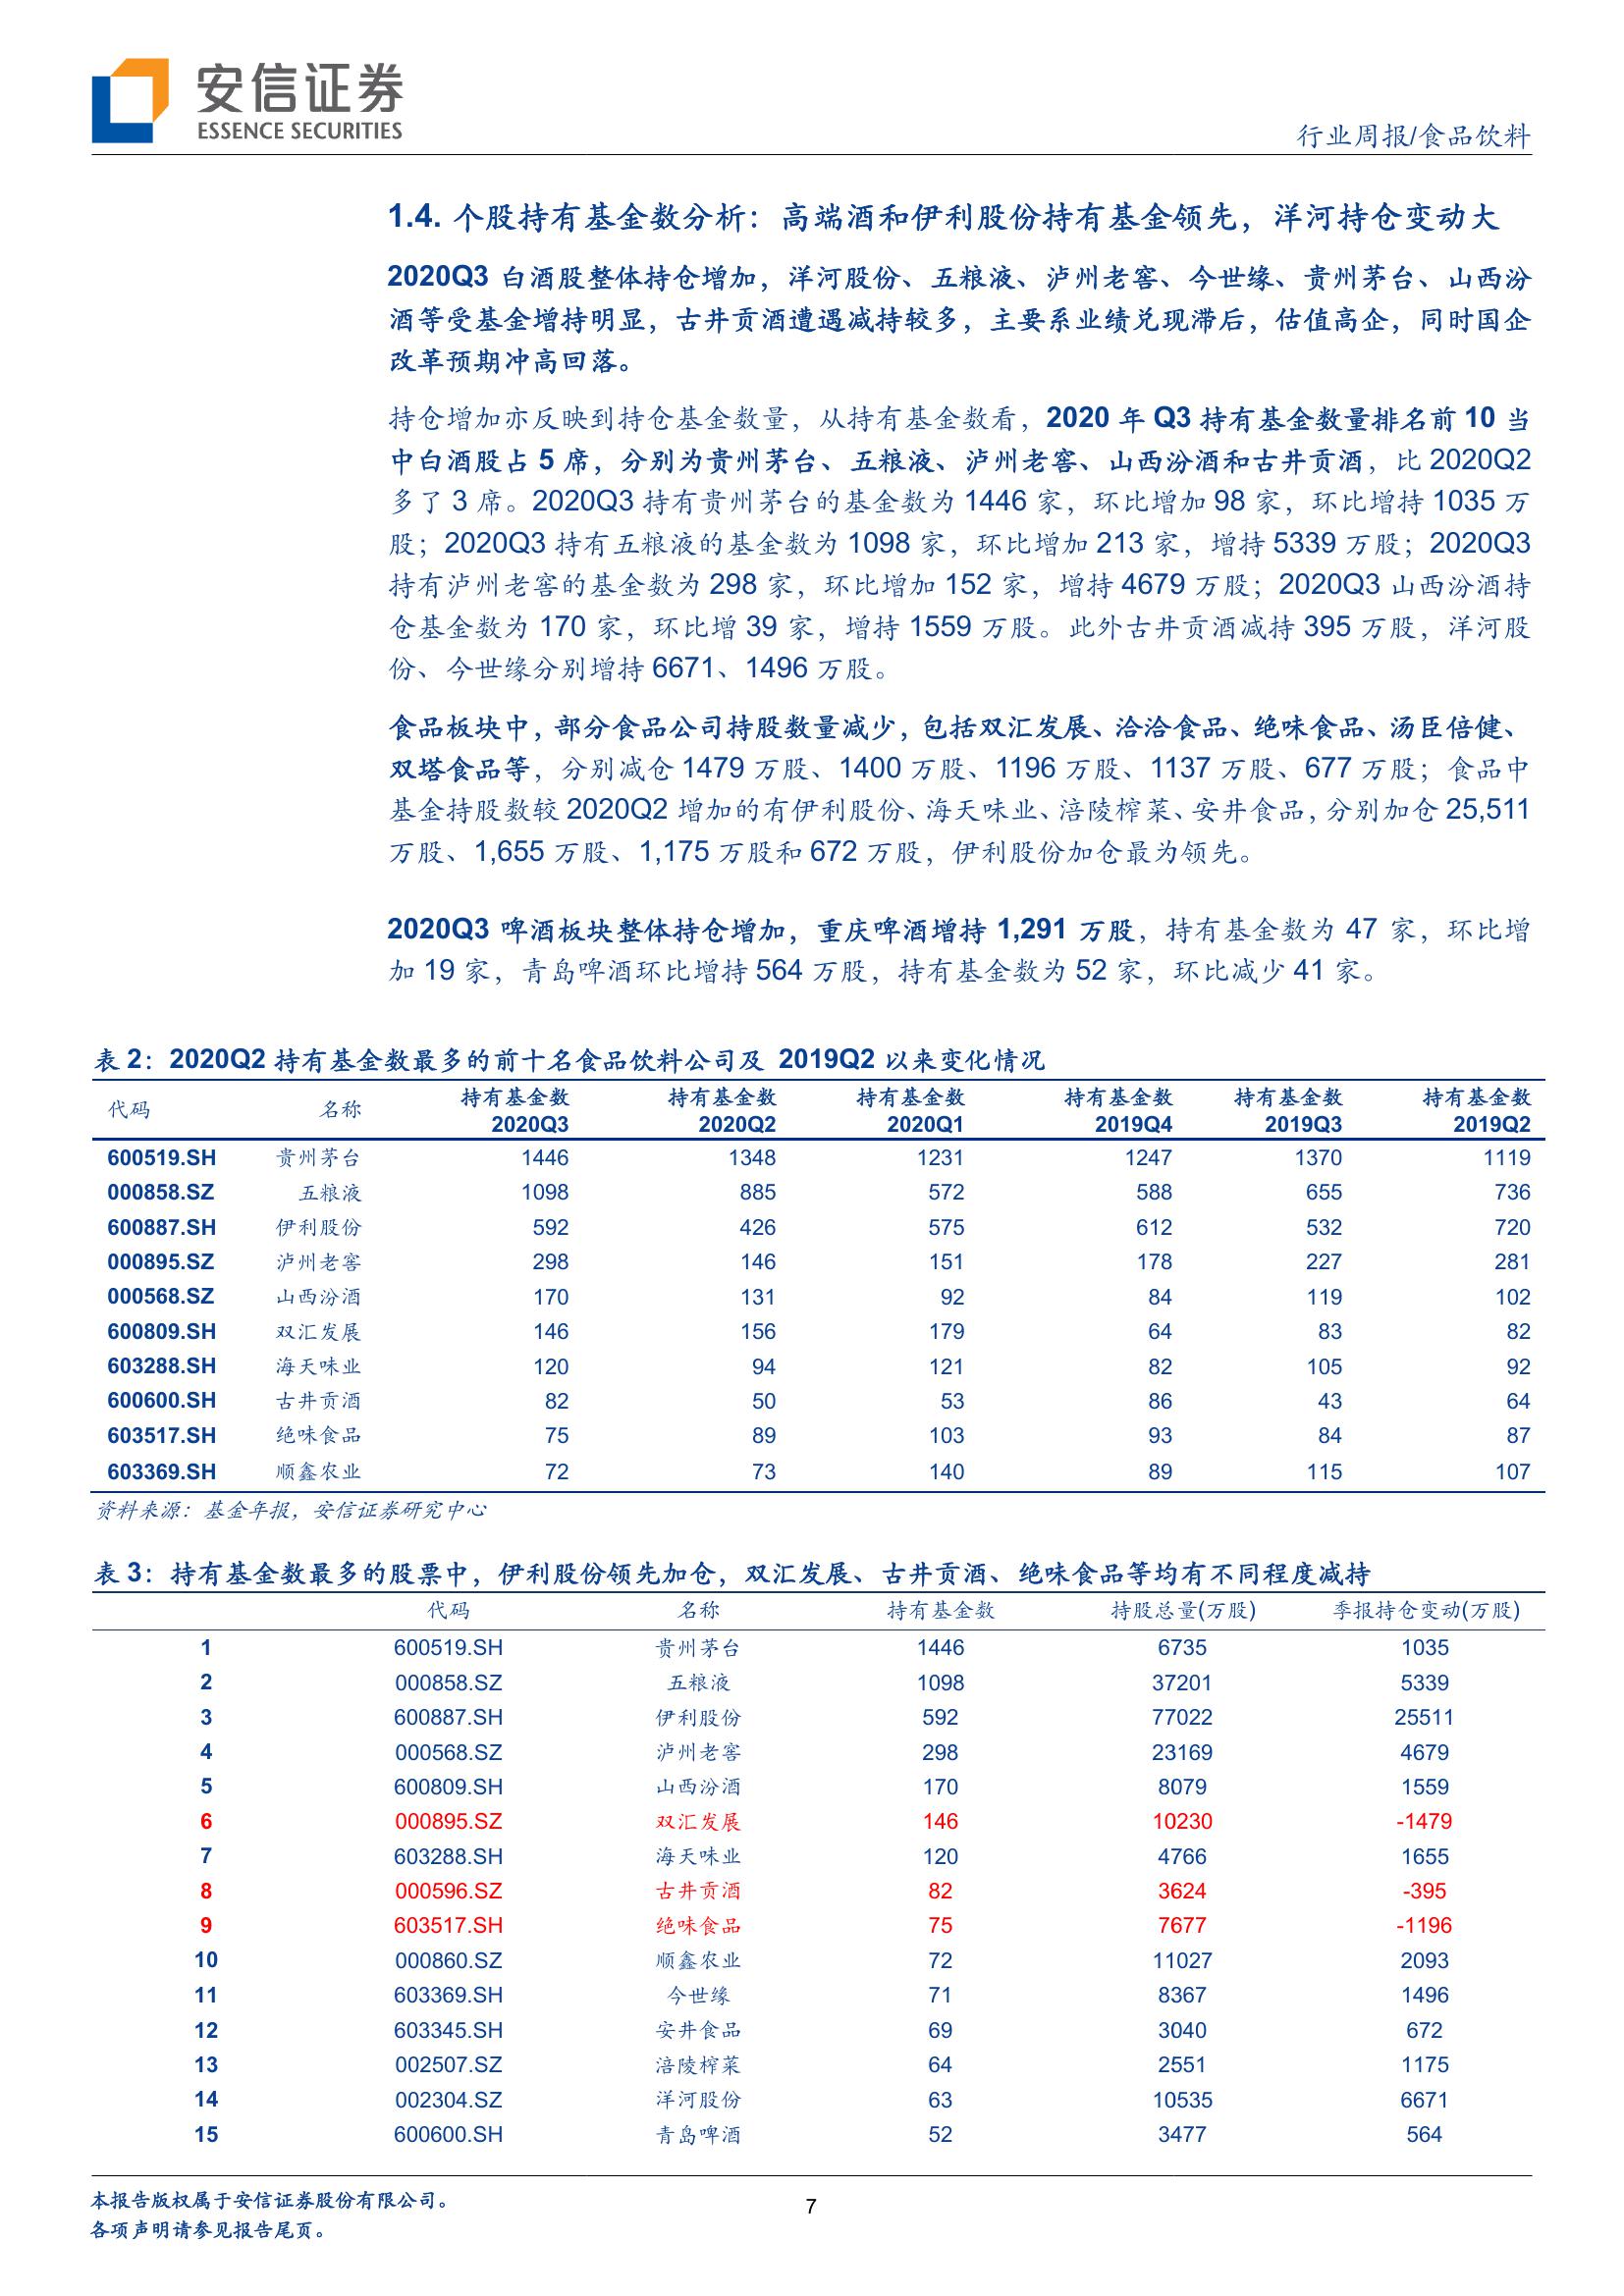 安信证券
ESSENCE SECURITIES
行业周报/食品饮料
1.4. 个股持有基金数分析：高端酒和伊利股份持有基金领先，洋河持仓变动大
2020Q3 白酒股整体持仓增加，洋河股份、五粮液、泸州老窖、今世缘、贵州茅台、山西汾
酒等受基金增持明显，古井贡酒遭遇减持较多，主要系业绩兑现滞后，估值高企，同时国企
改革预期冲高回落。
持仓增加亦反映到持仓基金数量，从持有基金数看，2020 年 Q3 持有基金数量排名前 10 当
中白酒股占 5 席，分别为贵州茅台、五粮液、泸州老窖、山西汾酒和古井贡酒，比 2020Q2
多了 3 席。2020Q3 持有贵州茅台的基金数为 1446 家，环比增加 98 家，环比增持 1035 万
股；2020Q3 持有五粮液的基金数为 1098 家，环比增加 213 家，增持 5339 万股；2020Q3
持有泸州老窖的基金数为 298 家，环比增加 152 家，增持 4679 万股；2020Q3 山西汾酒持
仓基金数为 170 家，环比增 39 家，增持 1559 万股。此外古井贡酒减持 395 万股，洋河股
份、今世缘分别增持 6671、1496 万股。
食品板块中，部分食品公司持股数量减少，包括双汇发展、洽洽食品、绝味食品、汤臣倍健、
双塔食品等，分别减仓 1479 万股、1400 万股、1196 万股、1137 万股、677 万股；食品中
基金持股数较 2020Q2 增加的有伊利股份、海天味业、涪陵榨菜、安井食品，分别加仓 25,511
万股、1,655 万股、1,175 万股和 672 万股，伊利股份加仓最为领先。
2020Q3 啤酒板块整体持仓增加，重庆啤酒增持 1,291 万股，持有基金数为 47 家，环比增
加 19 家，青岛啤酒环比增持 564 万股，持有基金数为 52 家，环比减少 41 家。
表 2：2020Q2 持有基金数最多的前十名食品饮料公司及 2019Q2 以来变化情况
代码 名称 持有基金数 持有基金数 持有基金数 持有基金数 持有基金数 持有基金数
2020Q3 2020Q2 2020Q1 2019Q4 2019Q3 2019Q2
600519.SH 贵州茅台 1446 1348 1231 1247 1370 1119
000858.SZ 五粮液 1098 885 572 588 655 736
600887.SH 伊利股份 592 426 575 612 532 720
000895.SZ 泸州老窖 298 146 151 178 227 281
000568.SZ 山西汾酒 170 131 92 84 119 102
600809.SH 双汇发展 146 156 179 64 83 82
603288.SH 海天味业 120 94 121 82 105 92
600600.SH 古井贡酒 82 50 53 86 43 64
603517.SH 绝味食品 75 89 103 93 84 87
603369.SH 顺鑫农业 72 73 140 89 115 107
资料来源：基金年报，安信证券研究中心
表 3：持有基金数最多的股票中，伊利股份领先加仓，双汇发展、古井贡酒、绝味食品等均有不同程度减持
代码 名称 持有基金数 持股总量(万股) 季报持仓变动(万股)
1 600519.SH 贵州茅台 1446 6735 1035
2 000858.SZ 五粮液 1098 37201 5339
3 600887.SH 伊利股份 592 77022 25511
4 000568.SZ 泸州老窖 298 23169 4679
5 600809.SH 山西汾酒 170 8079 1559
6 000895.SZ 双汇发展 146 10230 -1479
7 603288.SH 海天味业 120 4766 1655
8 000596.SZ 古井贡酒 82 3624 -395
9 603517.SH 绝味食品 75 7677 -1196
10 000860.SZ 顺鑫农业 72 11027 2093
11 603369.SH 今世缘 71 8367 1496
12 603345.SH 安井食品 69 3040 672
13 002507.SZ 涪陵榨菜 64 2551 1175
14 002304.SZ 洋河股份 63 10535 6671
15 600600.SH 青岛啤酒 52 3477 564
本报告版权属于安信证券股份有限公司。
7
各项声明请参见报告尾页。